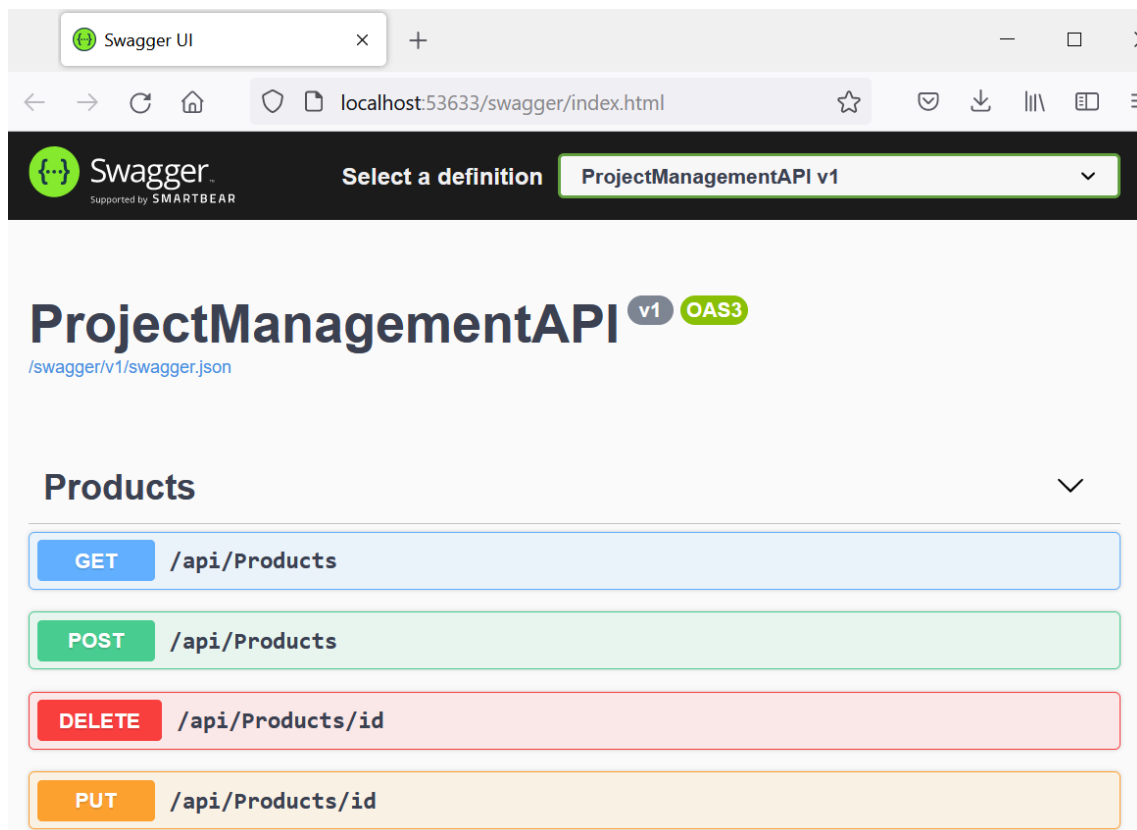 Swagger UI
localhost:53633/swagger/index.html
Swagger
Supported by SMARTBEAR
Select a definition
ProjectManagementAPI v1
ProjectManagementAPI v1 OAS3
/swagger/v1/swagger.json
Products
GET /api/Products
POST /api/Products
DELETE /api/Products/id
PUT /api/Products/id